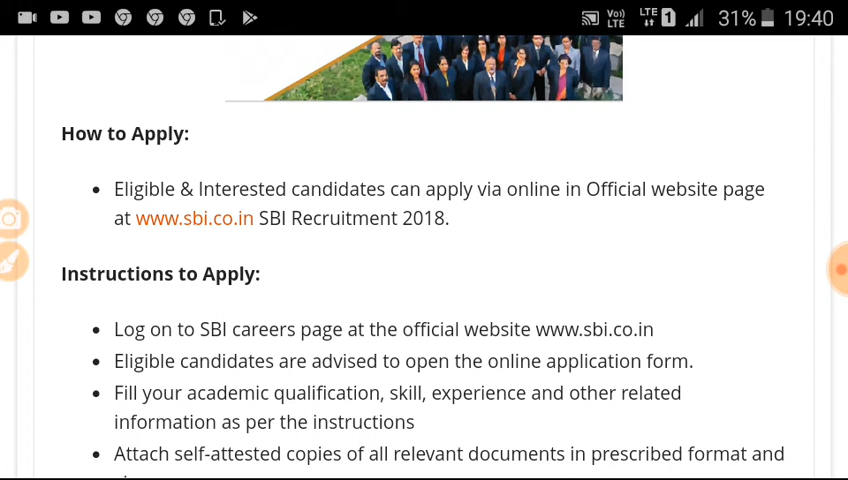 Vo)) LTE LTE 1 31% 19:40
How to Apply:
• Eligible & Interested candidates can apply via online in Official website page
at www.sbi.co.in SBI Recruitment 2018.
Instructions to Apply:
• Log on to SBI careers page at the official website www.sbi.co.in
• Eligible candidates are advised to open the online application form.
• Fill your academic qualification, skill, experience and other related
information as per the instructions
• Attach self-attested copies of all relevant documents in prescribed format and